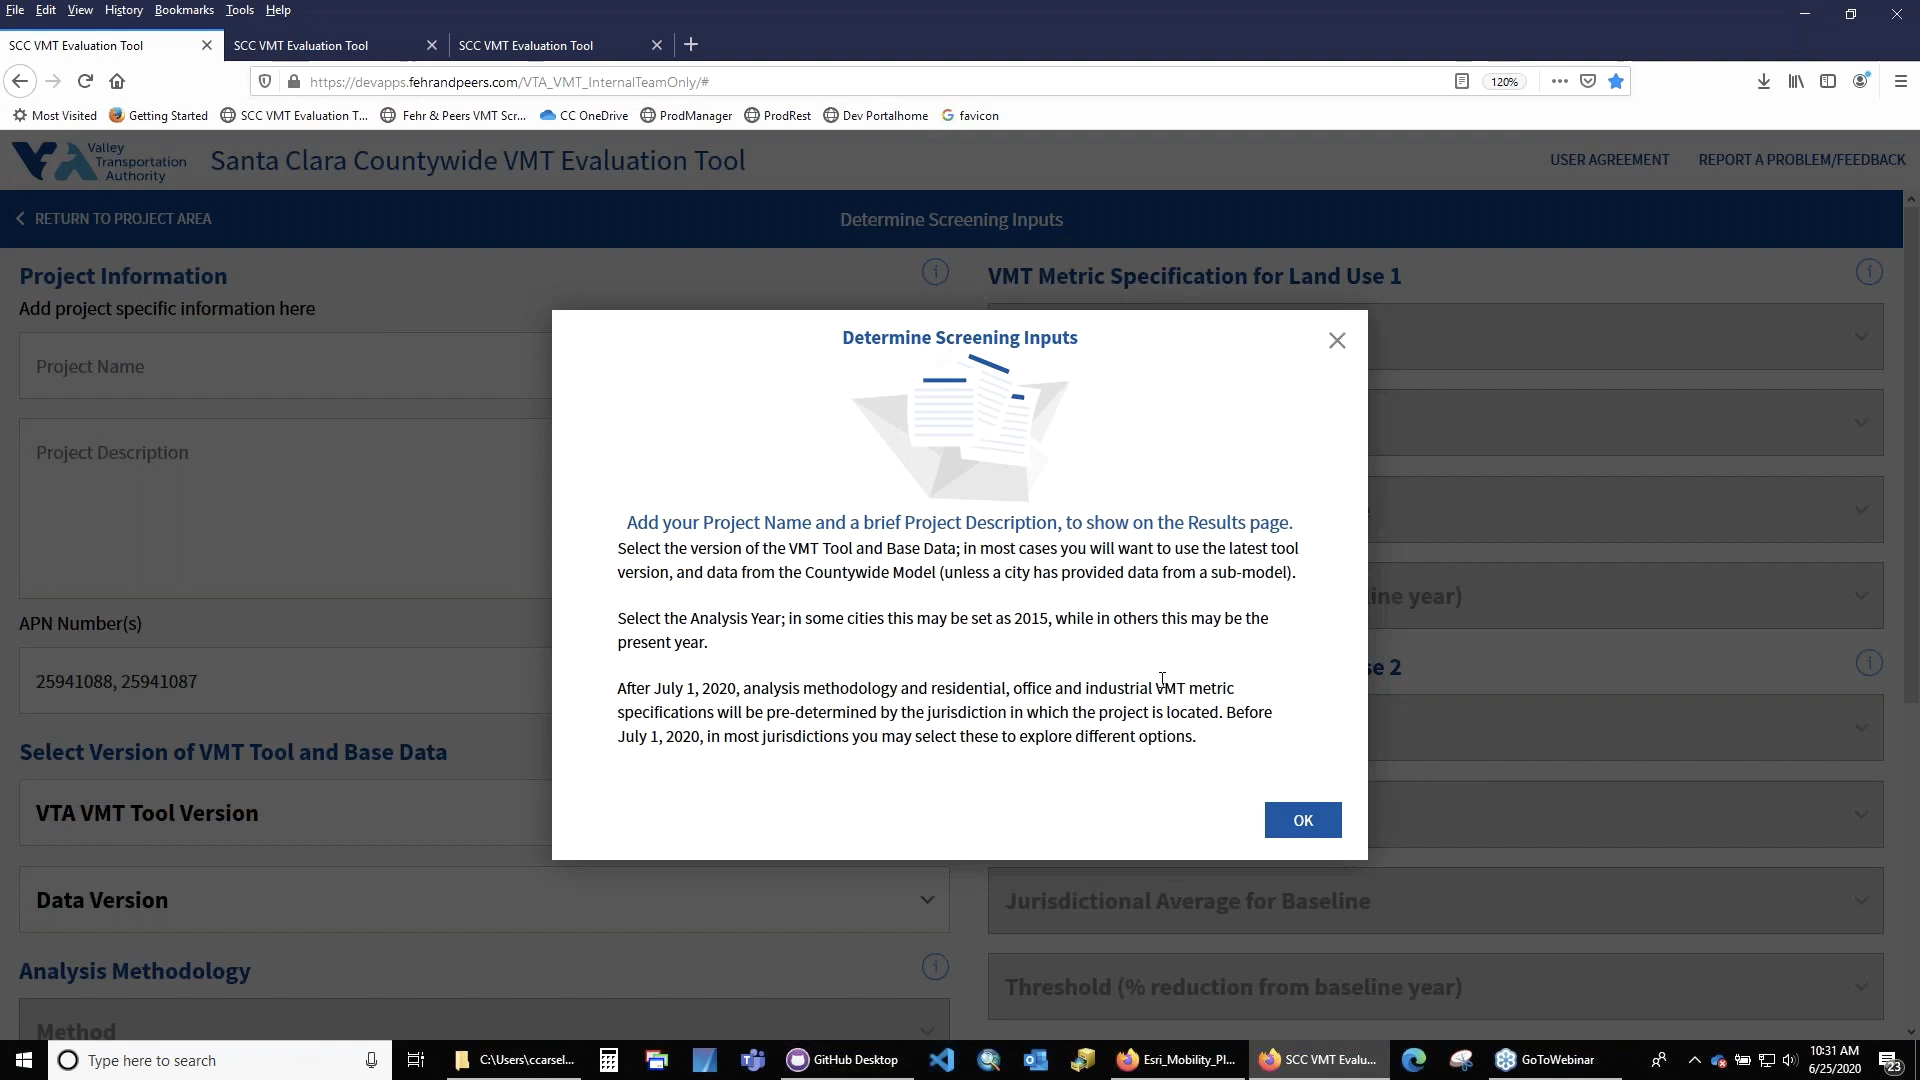 File Edit View History Bookmarks Tools Help
SCC VMT Evaluation Tool
SCC VMT Evaluation Tool
SCC VMT Evaluation Tool
https://devapps.fehrandpeers.com/VTA_VMT_InternalTeamOnly/#
120%
Most Visited Getting Started SCC VMT Evaluation T... Fehr & Peers VMT Scr... CC OneDrive ProdManager ProdRest Dev Portalhome favicon
Valley
Transportation
Authority
Santa Clara Countywide VMT Evaluation Tool
USER AGREEMENT REPORT A PROBLEM/FEEDBACK
RETURN TO PROJECT AREA
Determine Screening Inputs
Project Information
Add project specific information here
Project Name
Project Description
APN Number(s)
25941088, 25941087
Select Version of VMT Tool and Base Data
VTA VMT Tool Version
Data Version
Analysis Methodology
Method
VMT Metric Specification for Land Use 1
line year)
se 2
Jurisdictional Average for Baseline
Threshold (% reduction from baseline year)
Determine Screening Inputs
Add your Project Name and a brief Project Description, to show on the Results page.
Select the version of the VMT Tool and Base Data; in most cases you will want to use the latest tool
version, and data from the Countywide Model (unless a city has provided data from a sub-model).
Select the Analysis Year; in some cities this may be set as 2015, while in others this may be the
present year.
After July 1, 2020, analysis methodology and residential, office and industrial VMT metric
specifications will be pre-determined by the jurisdiction in which the project is located. Before
July 1, 2020, in most jurisdictions you may select these to explore different options.
OK
Type here to search
C:\Users\ccarsel...
GitHub Desktop
Esri_Mobility_Pl...
SCC VMT Evalu...
GoToWebinar
10:31 AM
6/25/2020
23